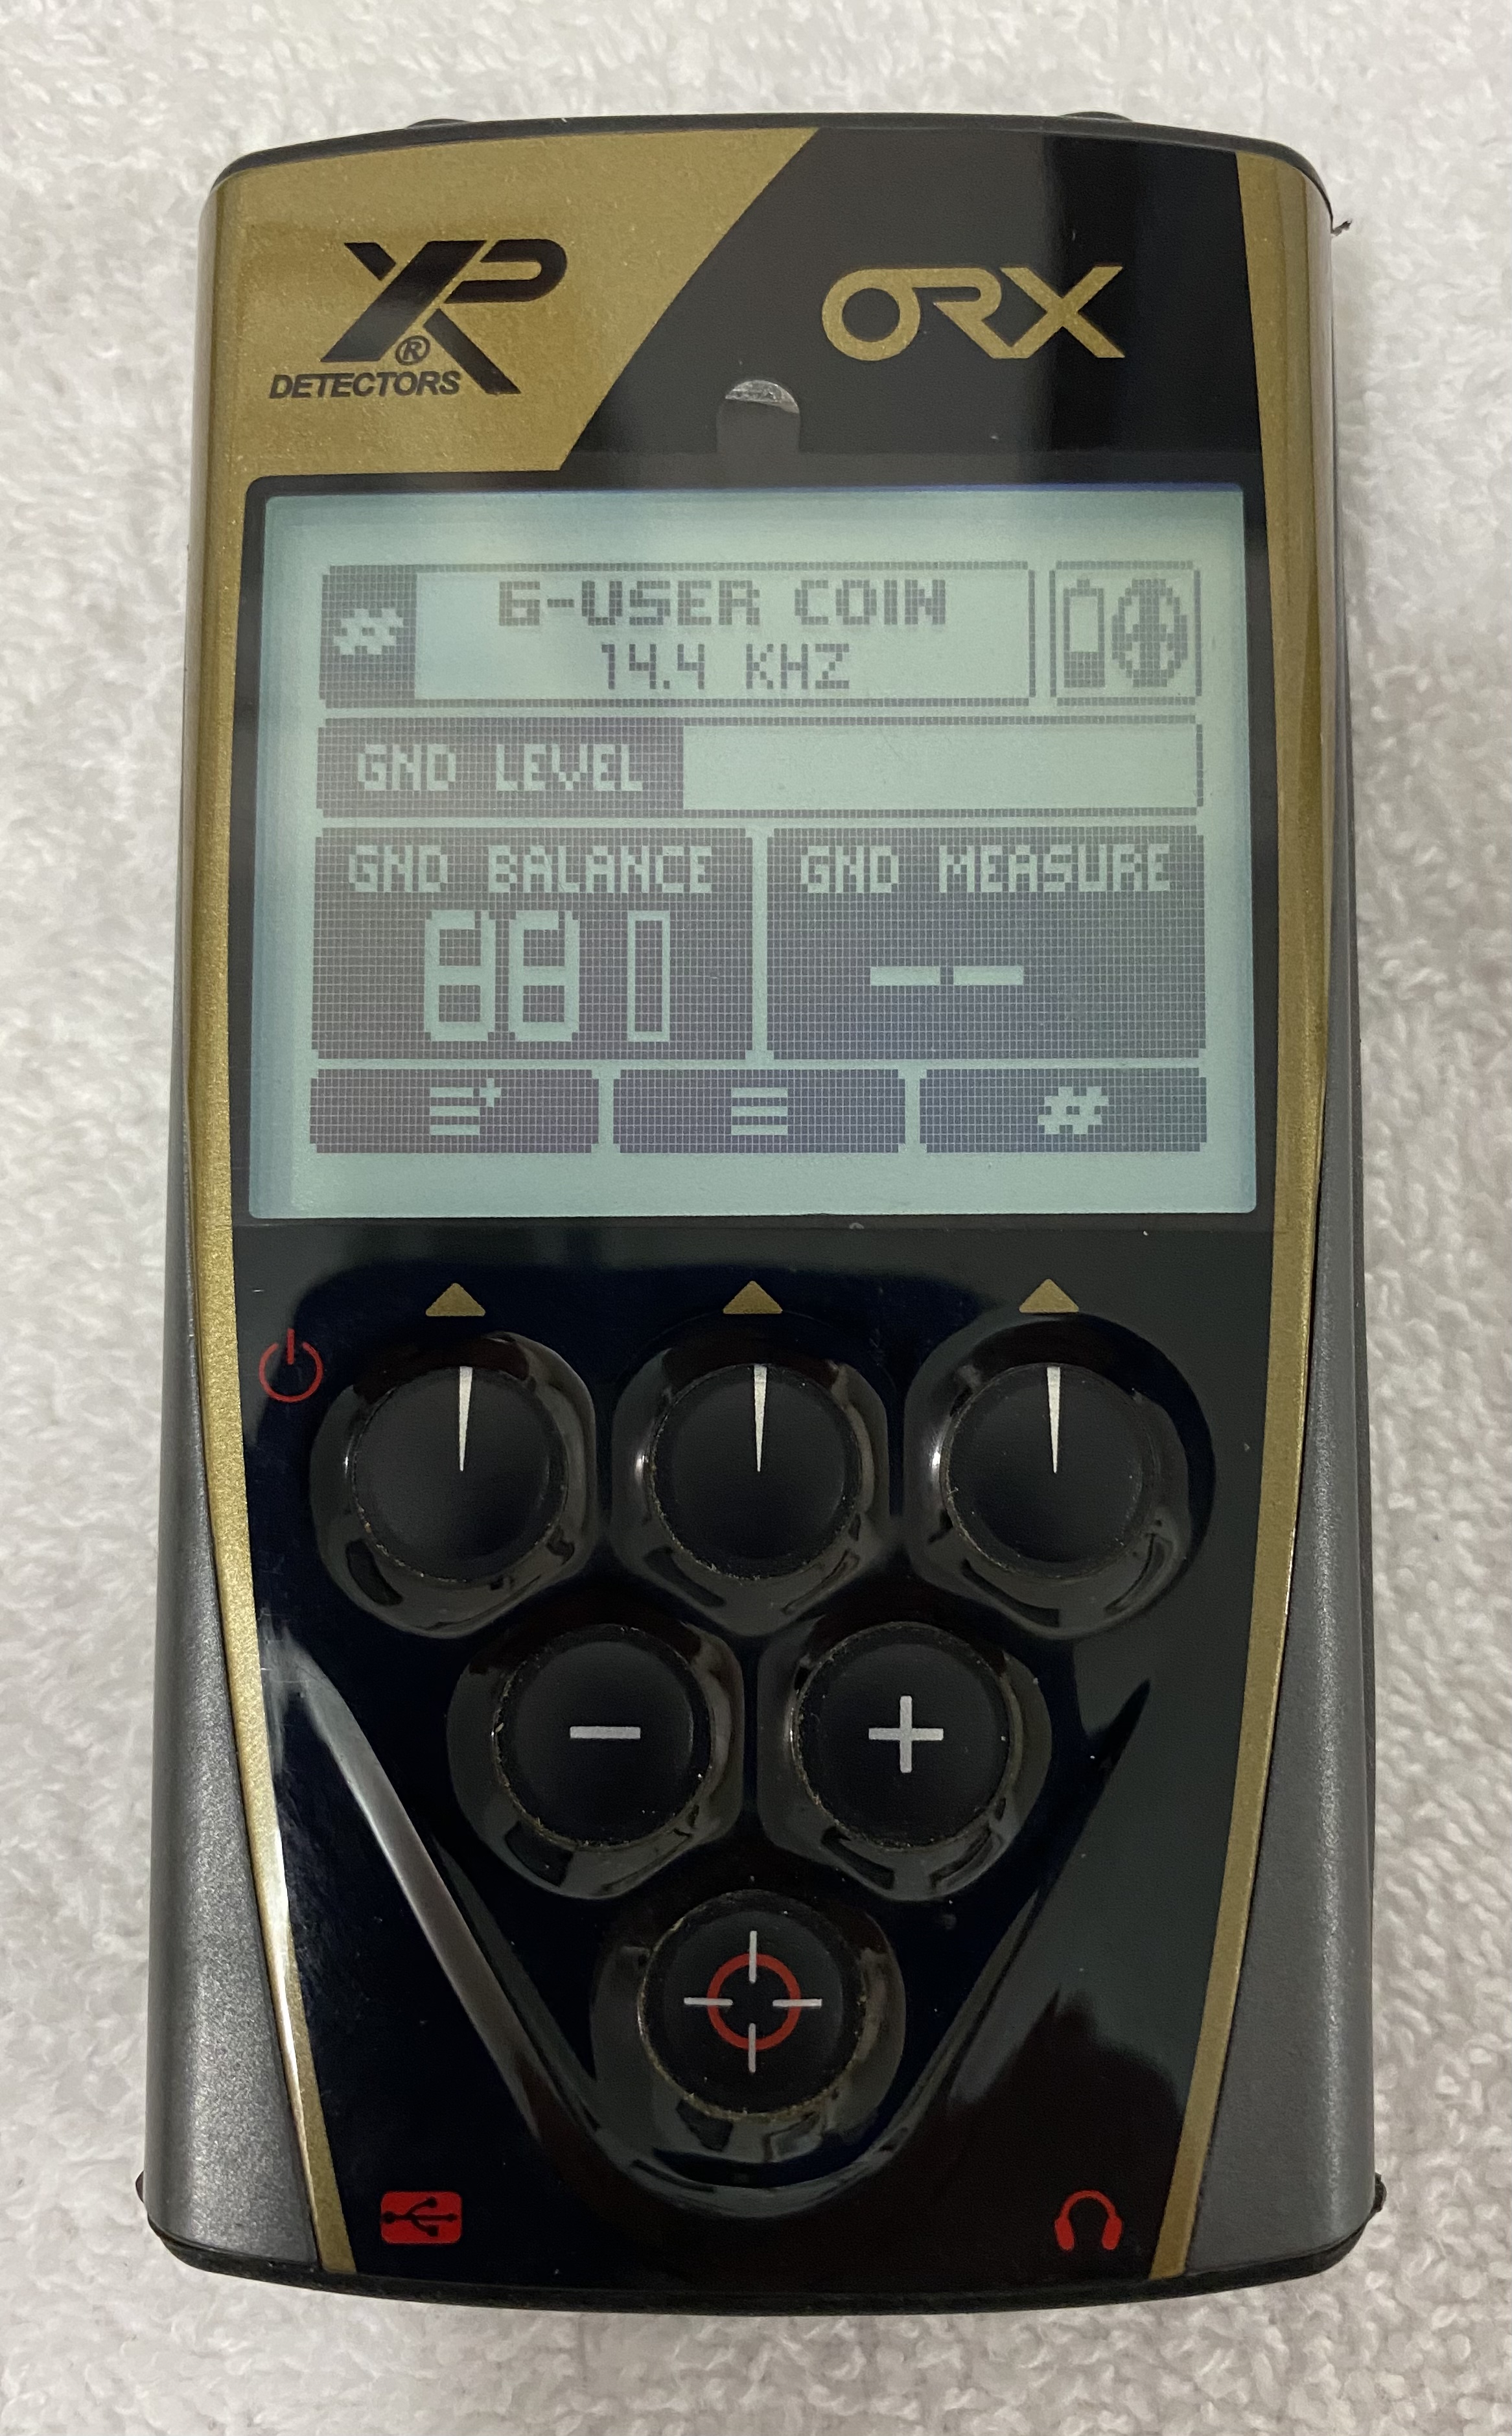 XP
®
DETECTORS
ORX
# 6-USER COIN
14.4 KHZ
GND LEVEL
GND BALANCE
GND MEASURE
88
--
#
−
+